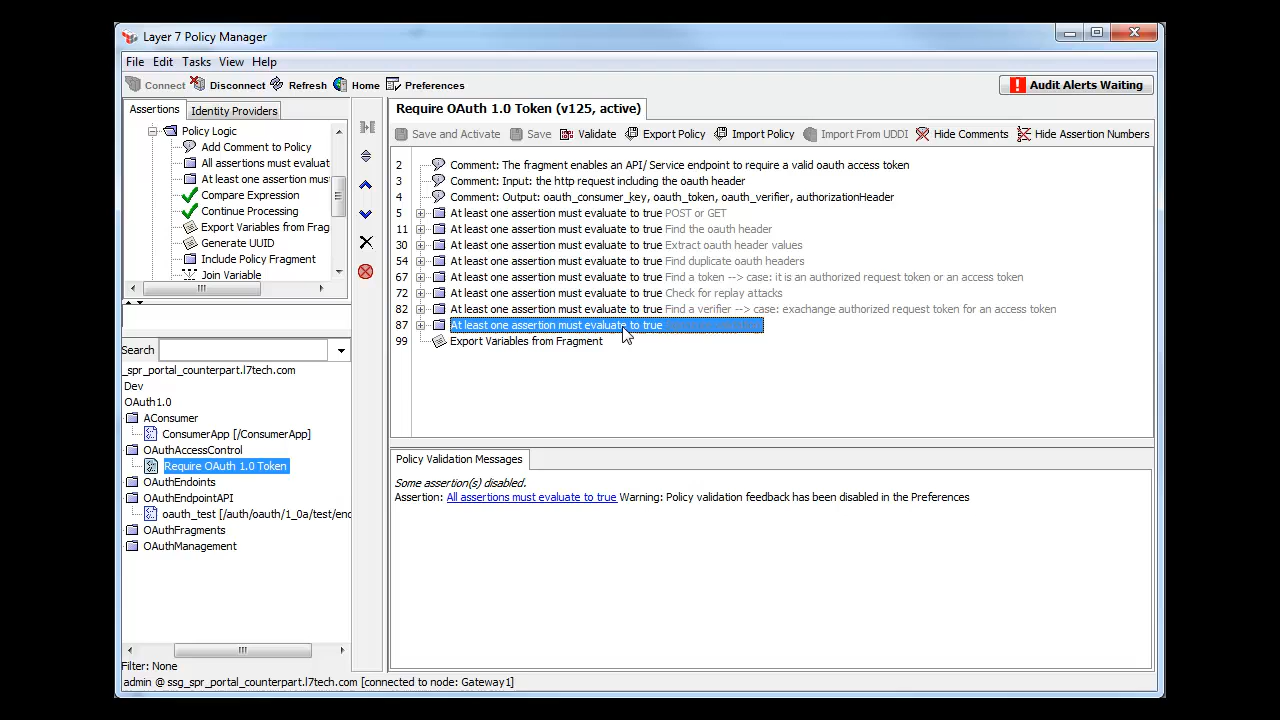 Layer 7 Policy Manager
File Edit Tasks View Help
Connect Disconnect Refresh Home Preferences
Audit Alerts Waiting
Assertions Identity Providers
Policy Logic
Add Comment to Policy
All assertions must evaluat
At least one assertion mus
Compare Expression
Continue Processing
Export Variables from Frag
Generate UUID
Include Policy Fragment
Join Variable
Search
_spr_portal_counterpart.l7tech.com
Dev
OAuth1.0
AConsumer
ConsumerApp [/ConsumerApp]
OAuthAccessControl
Require OAuth 1.0 Token
OAuthEndoints
OAuthEndpointAPI
oauth_test [/auth/oauth/1_0a/test/end
OAuthFragments
OAuthManagement
Filter: None
Require OAuth 1.0 Token (v125, active)
Save and Activate Save Validate Export Policy Import Policy Import From UDDI Hide Comments Hide Assertion Numbers
2 Comment: The fragment enables an API/ Service endpoint to require a valid oauth access token
3 Comment: Input: the http request including the oauth header
4 Comment: Output: oauth_consumer_key, oauth_token, oauth_verifier, authorizationHeader
5 At least one assertion must evaluate to true POST or GET
11 At least one assertion must evaluate to true Find the oauth header
30 At least one assertion must evaluate to true Extract oauth header values
54 At least one assertion must evaluate to true Find duplicate oauth headers
67 At least one assertion must evaluate to true Find a token --> case: it is an authorized request token or an access token
72 At least one assertion must evaluate to true Check for replay attacks
82 At least one assertion must evaluate to true Find a verifier --> case: exachange authorized request token for an access token
87 At least one assertion must evaluate to true
99 Export Variables from Fragment
Policy Validation Messages
Some assertion(s) disabled.
Assertion: All assertions must evaluate to true Warning: Policy validation feedback has been disabled in the Preferences
admin @ ssg_spr_portal_counterpart.l7tech.com [connected to node: Gateway1]